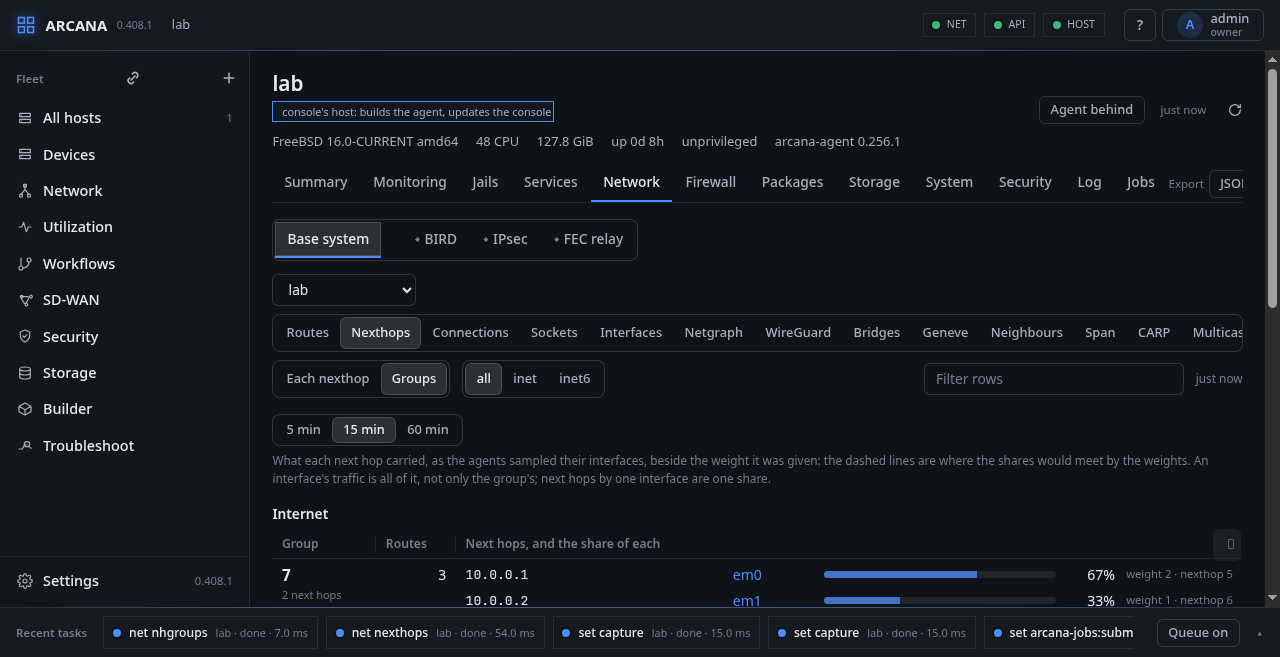 ARCANA 0.408.1 lab NET API HOST ? A admin owner
Fleet
All hosts 1
Devices
Network
Utilization
Workflows
SD-WAN
Security
Storage
Builder
Troubleshoot
Settings 0.408.1
lab
console's host: builds the agent, updates the console
Agent behind just now
FreeBSD 16.0-CURRENT amd64 48 CPU 127.8 GiB up 0d 8h unprivileged arcana-agent 0.256.1
Summary Monitoring Jails Services Network Firewall Packages Storage System Security Log Jobs Export JSO
Base system BIRD IPsec FEC relay
lab
Routes Nexthops Connections Sockets Interfaces Netgraph WireGuard Bridges Geneve Neighbours Span CARP Multicas
Each nexthop Groups all inet inet6 Filter rows just now
5 min 15 min 60 min
What each next hop carried, as the agents sampled their interfaces, beside the weight it was given: the dashed lines are where the shares would meet by the weights. An
interface's traffic is all of it, not only the group's; next hops by one interface are one share.
Internet
Group Routes Next hops, and the share of each
7 3 10.0.0.1 em0 67% weight 2 · nexthop 5
2 next hops
10.0.0.2 em1 33% weight 1 · nexthop 6
Recent tasks net nhgroups lab · done · 7.0 ms net nexthops lab · done · 54.0 ms set capture lab · done · 15.0 ms set capture lab · done · 15.0 ms set arcana-jobs:subm Queue on